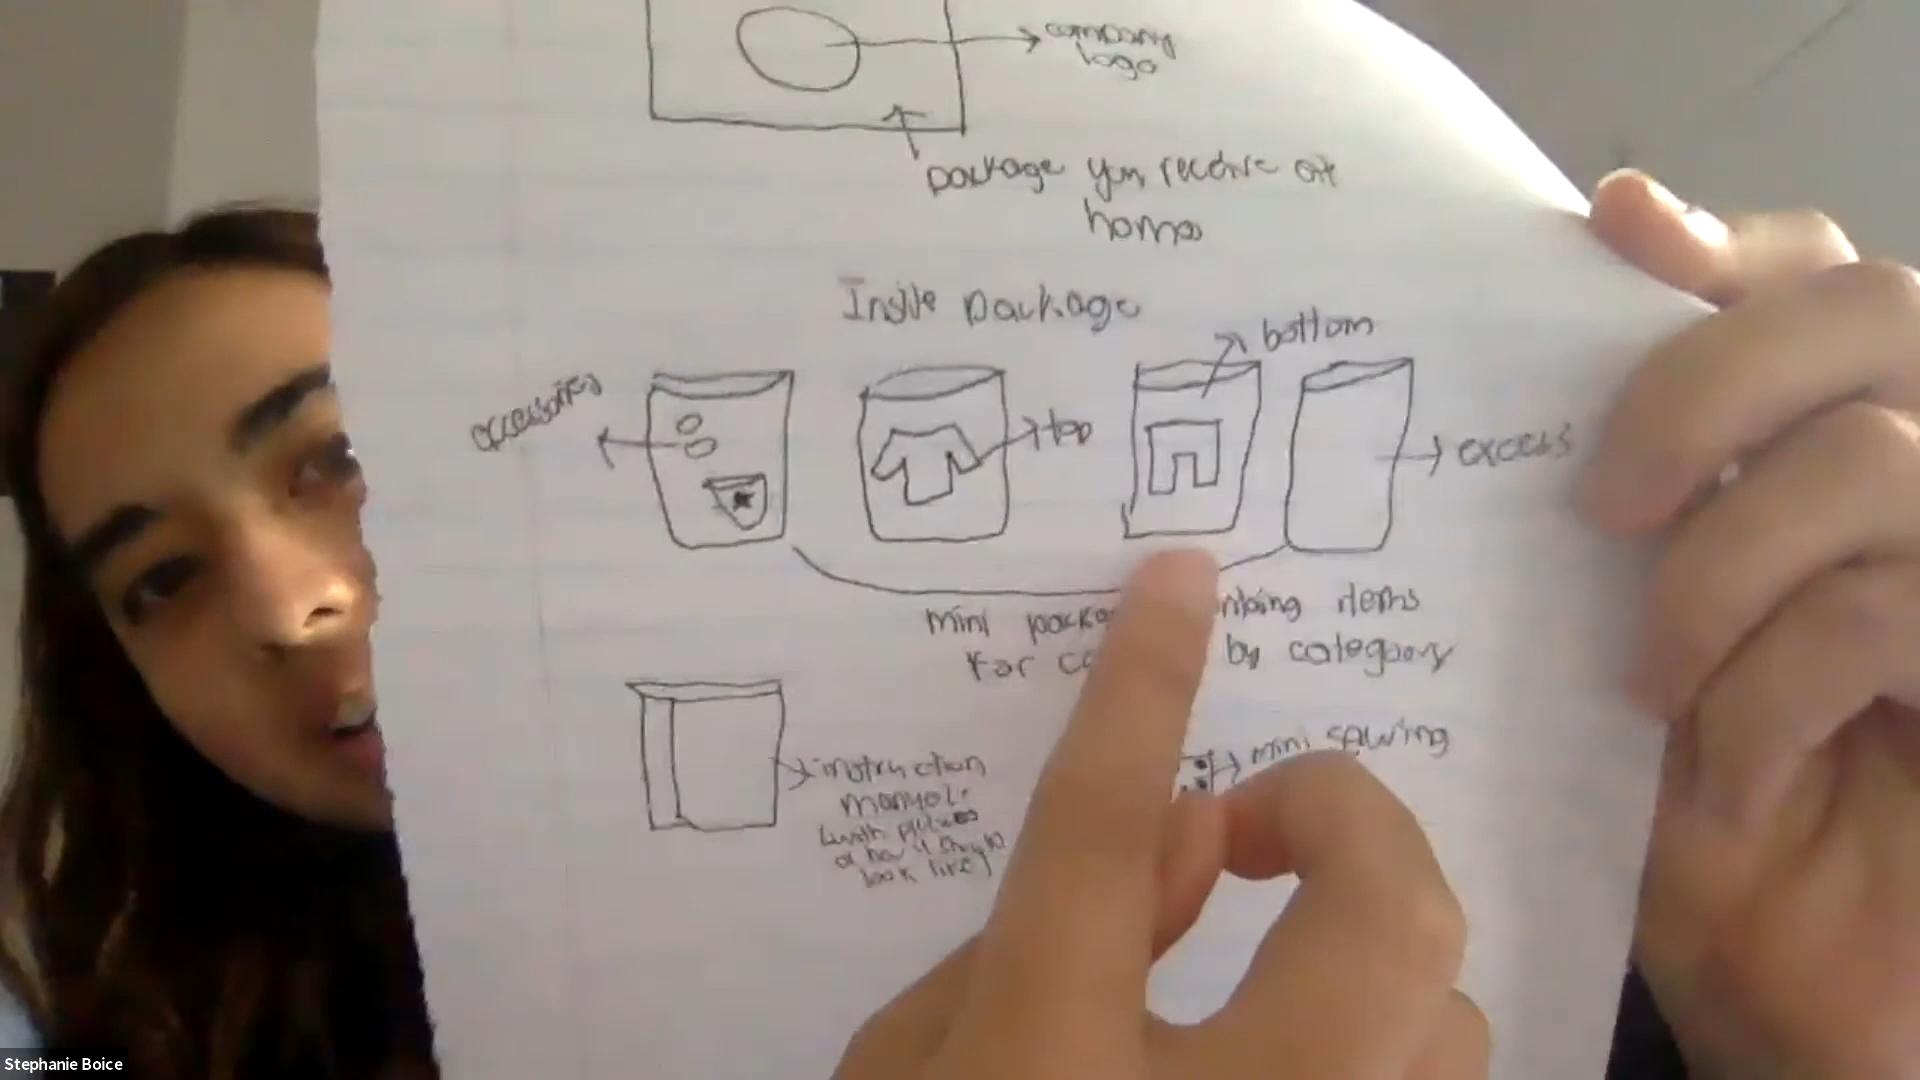 company
logo
package you receive at
home
Inside package
bottom
accessories
top
excess
mini items
for by category
mini sewing
instruction
manual
(with pictures
of how it should
look like)
Stephanie Boice